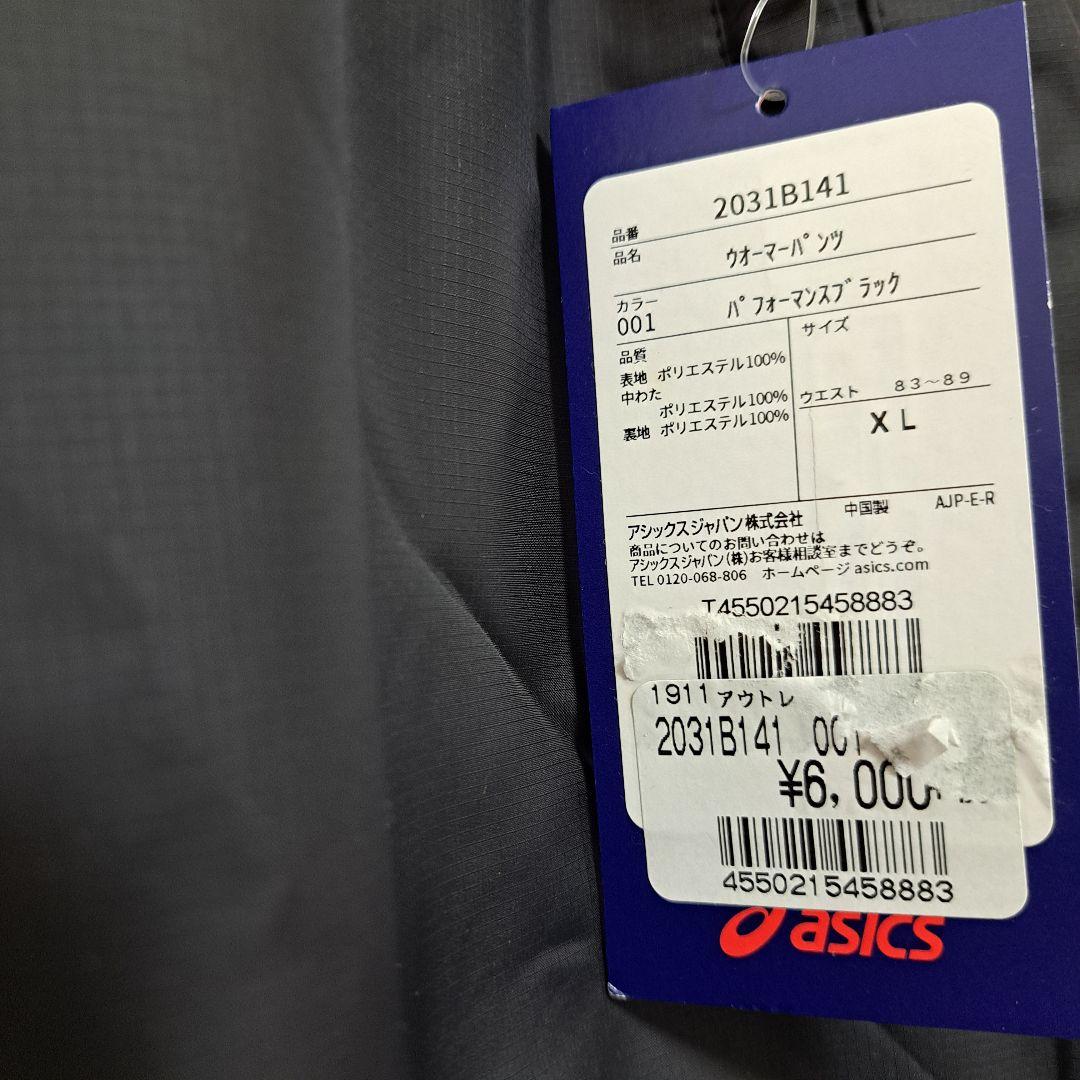 品番 2031B141
品名 ウオーマーパンツ
カラー
001 パフォーマンスブラック
品質
表地 ポリエステル100%
中わた
ポリエステル100%
裏地 ポリエステル100%
サイズ
ウエスト 83～89
XL
アシックスジャパン株式会社 中国製 AJP-E-R
商品についてのお問い合わせは
アシックスジャパン(株)お客様相談室までどうぞ。
TEL 0120-068-806 ホームページ asics.com
T4550215458883
1911 アウトレ
2031B141 001
¥6,000
4550215458883
asics